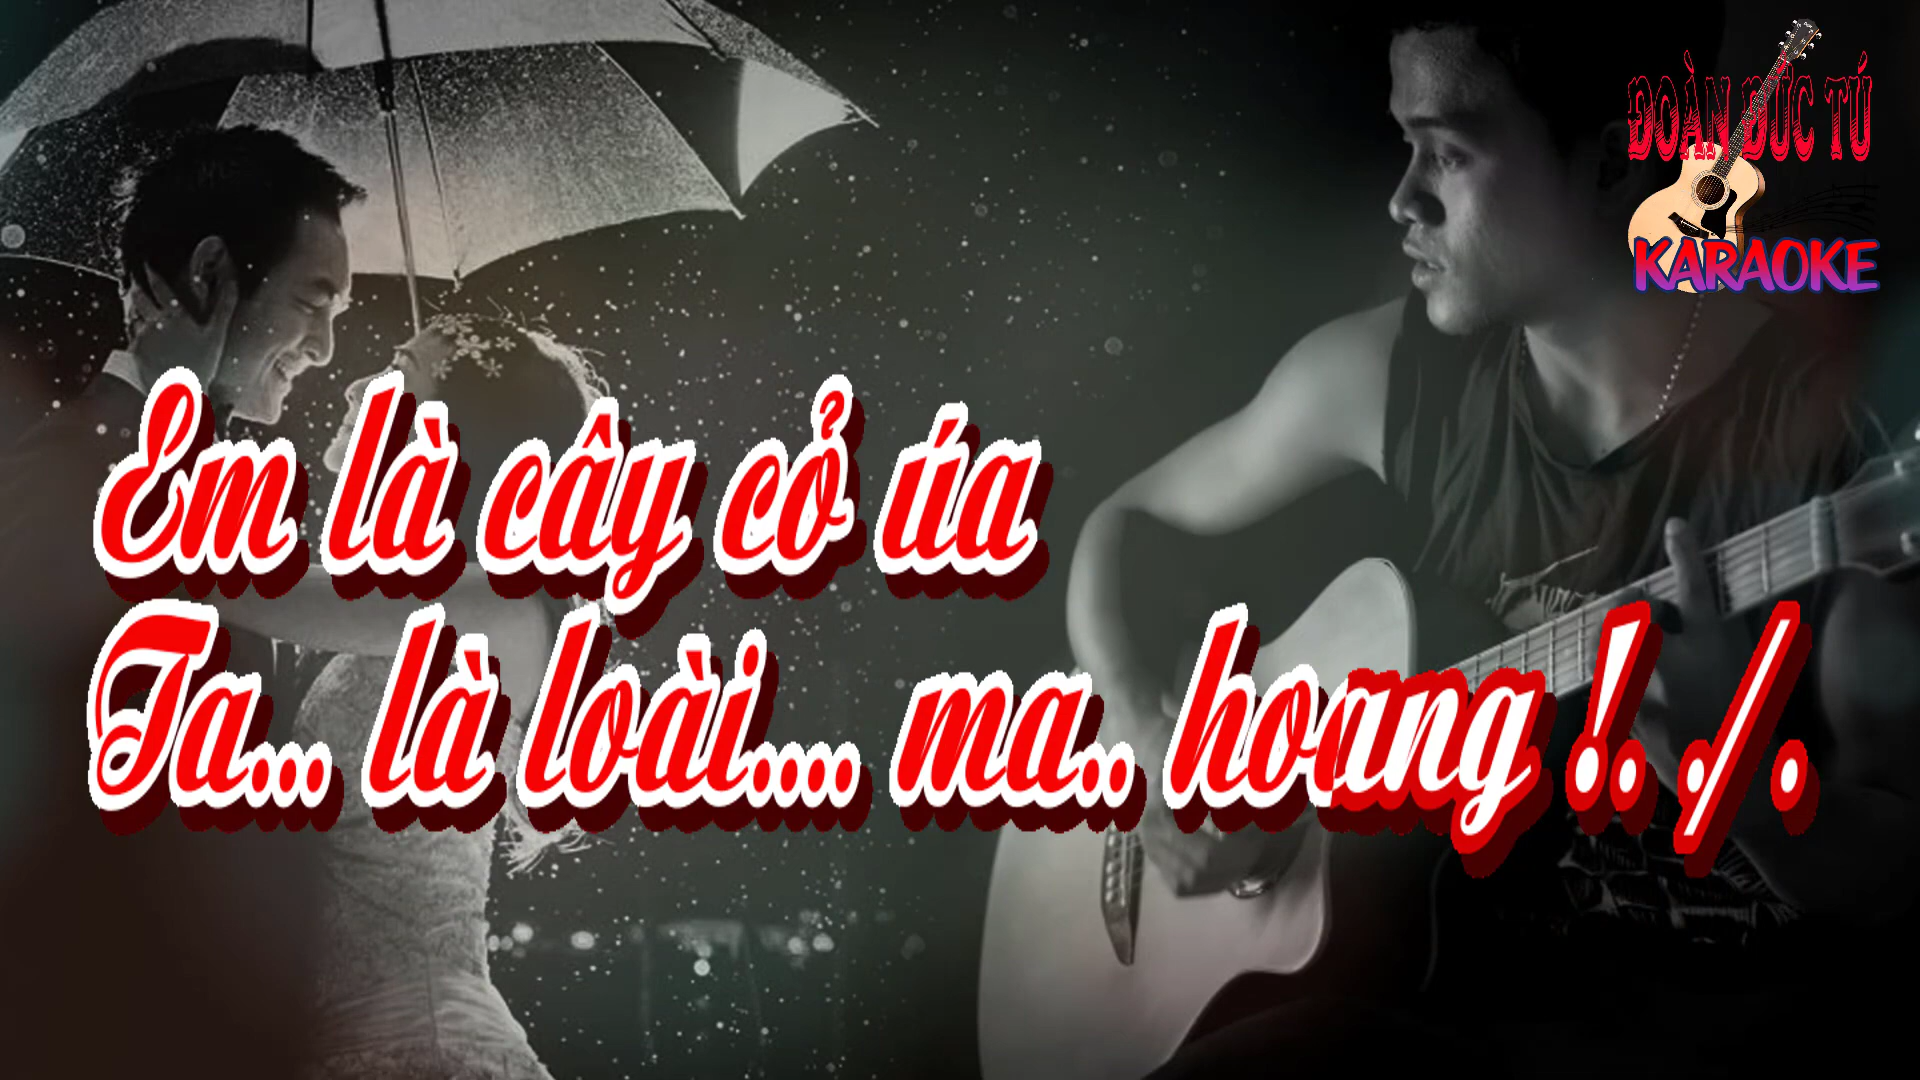 ĐOÀN ĐỨC TÚ
KARAOKE
Em là cây cỏ úa
Ta... là loài.... ma.. hoang !. ./.